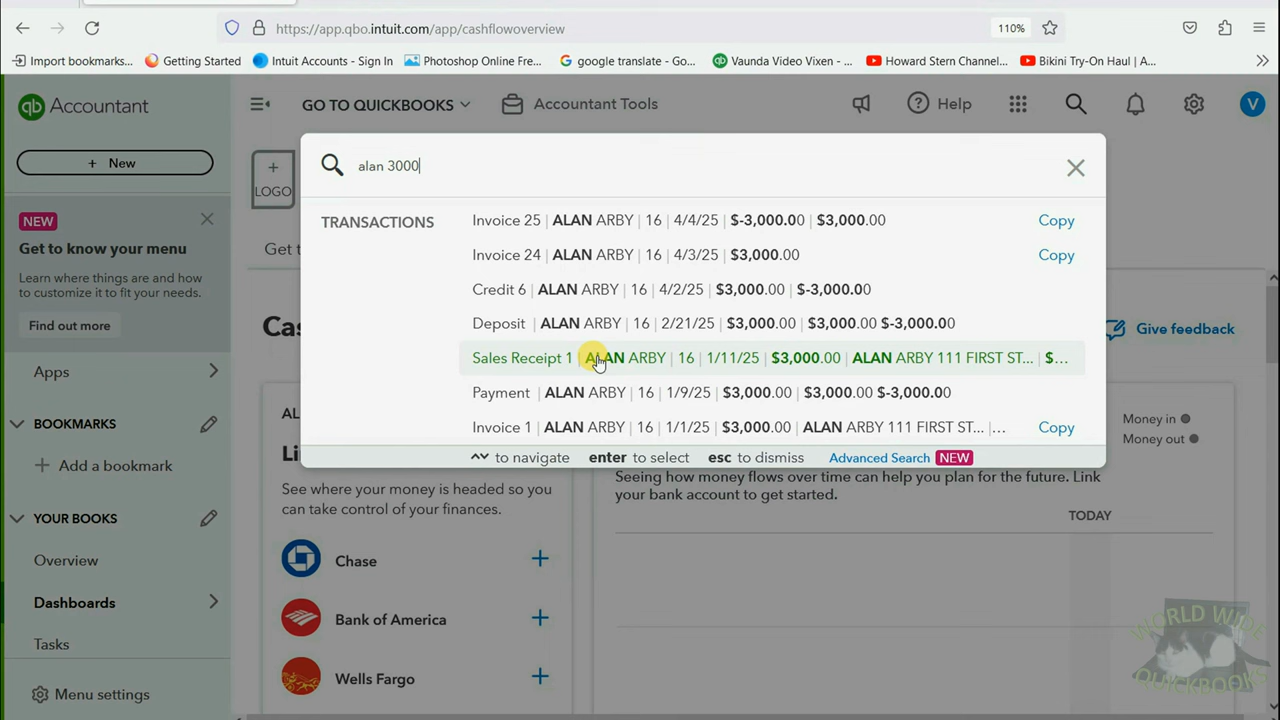 https://app.qbo.intuit.com/app/cashflowoverview
110%
Import bookmarks...
Getting Started
Intuit Acconts - Sign In
Photoshop Online Fre...
google translate - Go...
Vaunda Video Vixen - ...
Howard Stern Channel...
Bikini Try-On Haul | A...
qb Accountant
GO TO QUICKBOOKS
Accountant Tools
Help
V
+ New
+
LOGO
alan 3000
NEW
Get to know your menu
Learn where things are and how
to customize it to fit your needs.
Find out more
Get t
TRANSACTIONS
Invoice 25 | ALAN ARBY | 16 | 4/4/25 | $-3,000.00 | $3,000.00 Copy
Invoice 24 | ALAN ARBY | 16 | 4/3/25 | $3,000.00 Copy
Credit 6 | ALAN ARBY | 16 | 4/2/25 | $3,000.00 | $-3,000.00
Deposit | ALAN ARBY | 16 | 2/21/25 | $3,000.00 | $3,000.00 $-3,000.00
Sales Receipt 1 | ALAN ARBY | 16 | 1/11/25 | $3,000.00 | ALAN ARBY 111 FIRST ST... | $...
Payment | ALAN ARBY | 16 | 1/9/25 | $3,000.00 | $3,000.00 $-3,000.00
Invoice 1 | ALAN ARBY | 16 | 1/1/25 | $3,000.00 | ALAN ARBY 111 FIRST ST... |... Copy
to navigate enter to select esc to dismiss Advanced Search NEW
Cas
Give feedback
Apps
BOOKMARKS
+ Add a bookmark
YOUR BOOKS
Overview
Dashboards
Tasks
Menu settings
AL
Li
See where your money is headed so you
can take control of your finances.
Chase
Bank of America
Wells Fargo
Money in
Money out
Seeing how money flows over time can help you plan for the future. Link
your bank account to get started.
TODAY
WORLD WIDE
QUICKBOOKS